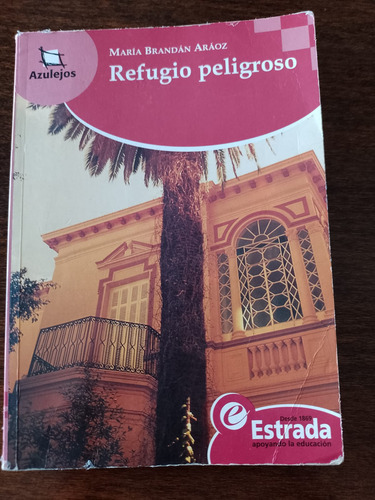 Azulejos
María Brandán Aráoz
Refugio peligroso
e
Desde 1869
Estrada
apoyando la educación